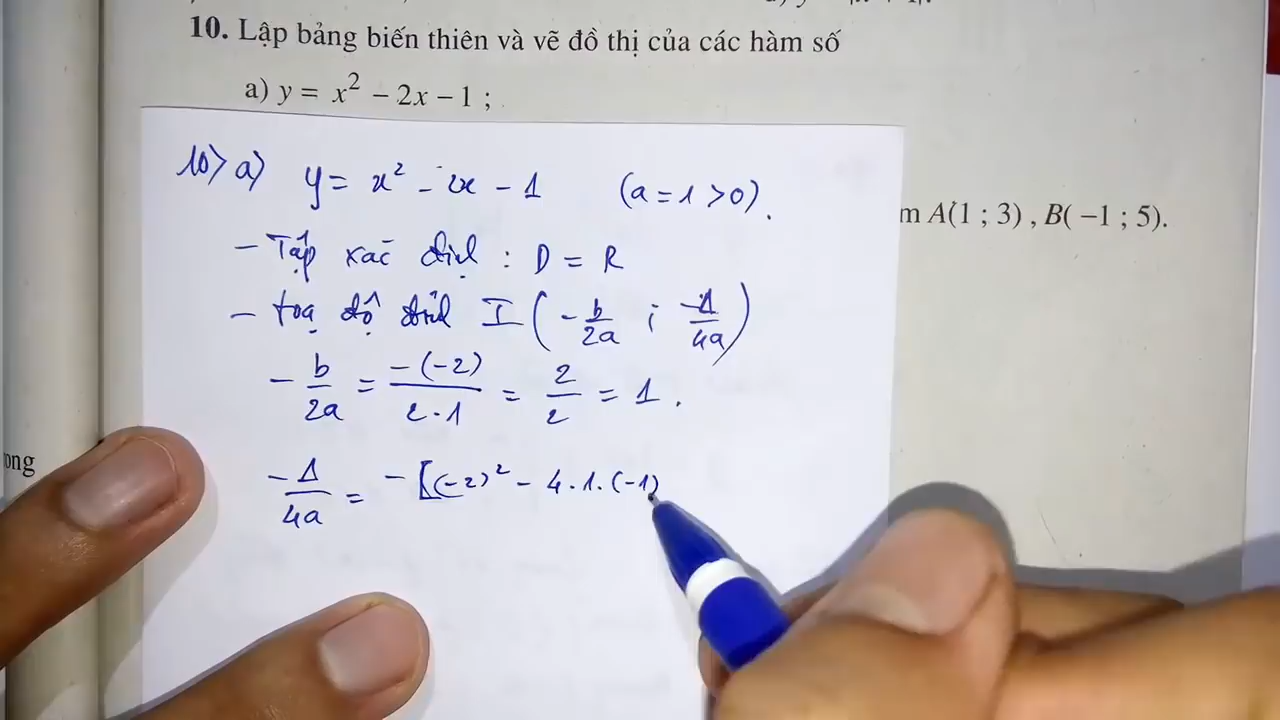 10. Lập bảng biến thiên và vẽ đồ thị của các hàm số
a) y = x² – 2x – 1 ;
10> a) y = x² - 2x - 1 (a = 1 > 0).
m A(1 ; 3) , B( –1 ; 5).
- Tập xác định : D = R
- toạ độ đỉnh I ( - b/2a ; -Δ/4a )
- b/2a = -(-2)/2.1 = 2/2 = 1 .
ong
-Δ/4a = - [(-2)² - 4.1.(-1)